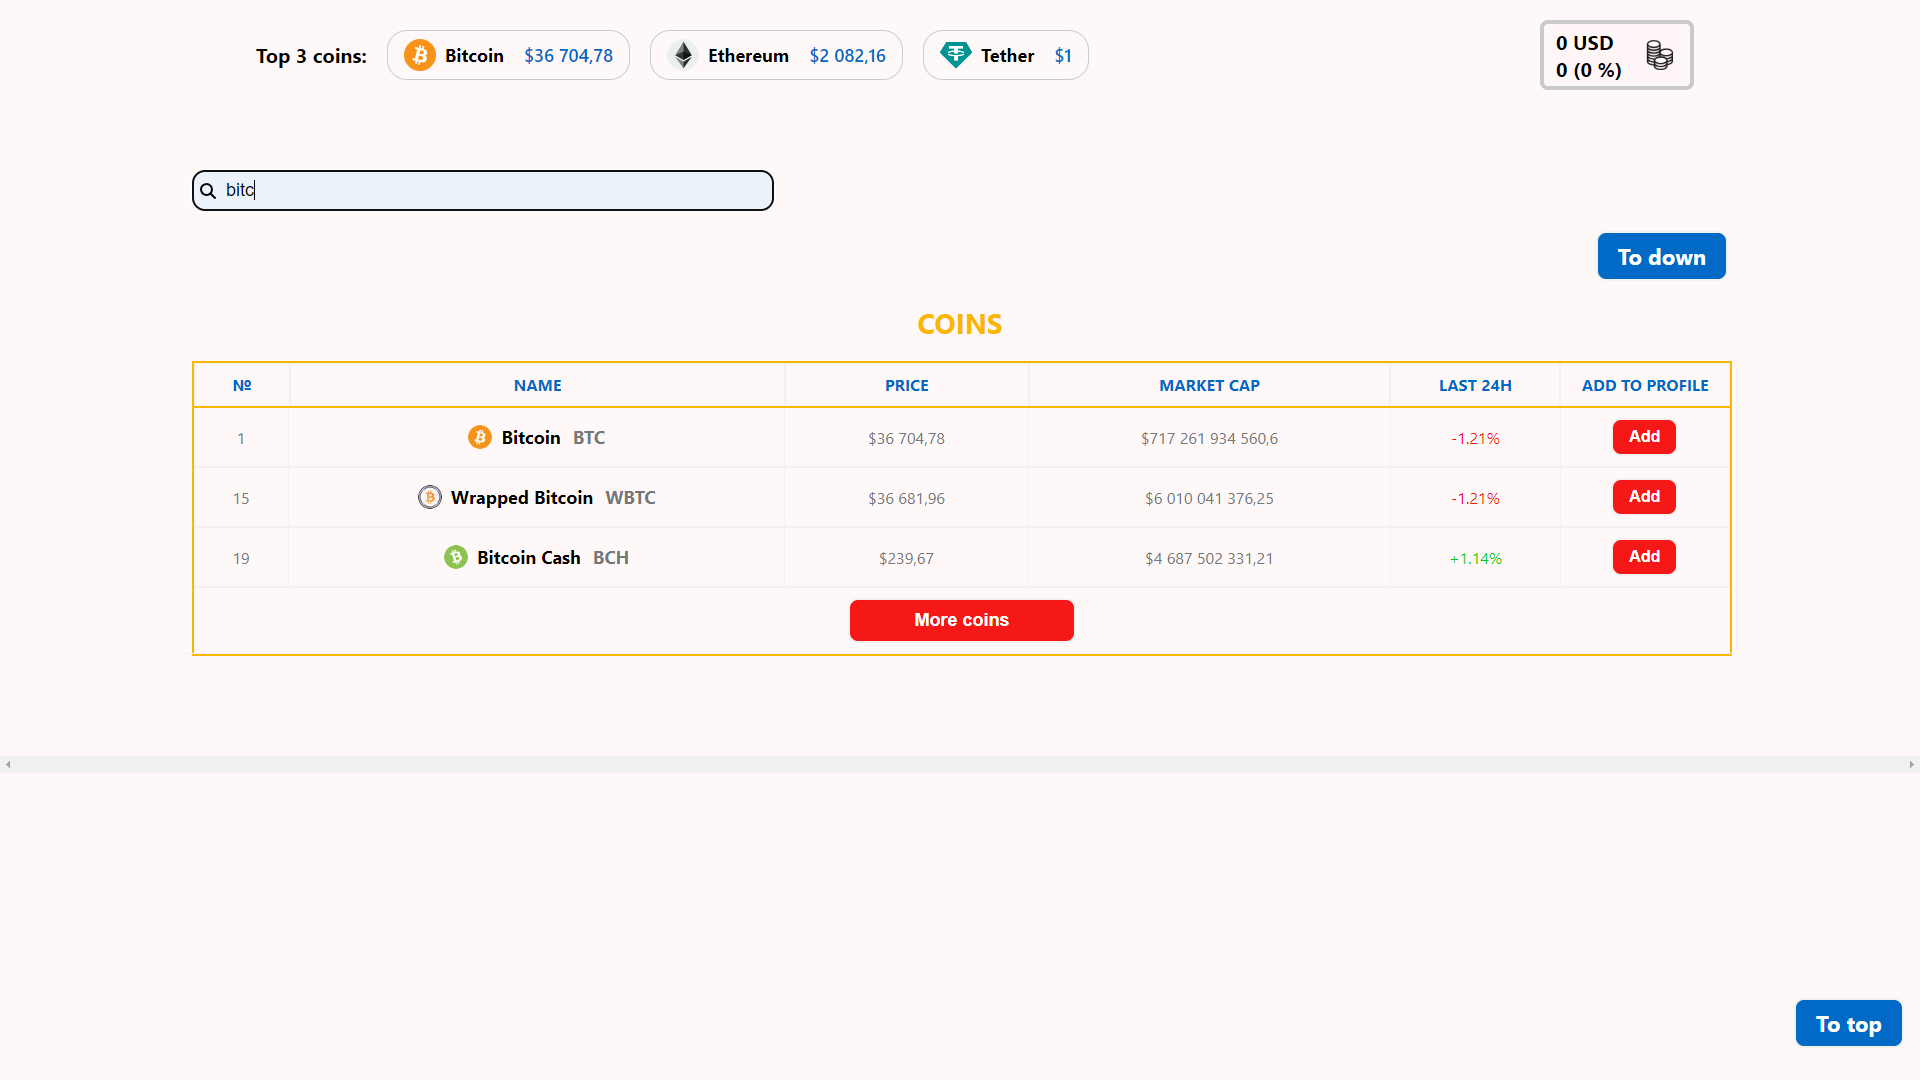 Top 3 coins: Bitcoin $36 704,78 Ethereum $2 082,16 Tether $1
0 USD
0 (0 %)
bitc
To down
COINS
№ NAME PRICE MARKET CAP LAST 24H ADD TO PROFILE
1 Bitcoin BTC $36 704,78 $717 261 934 560,6 -1.21% Add
15 Wrapped Bitcoin WBTC $36 681,96 $6 010 041 376,25 -1.21% Add
19 Bitcoin Cash BCH $239,67 $4 687 502 331,21 +1.14% Add
More coins
To top